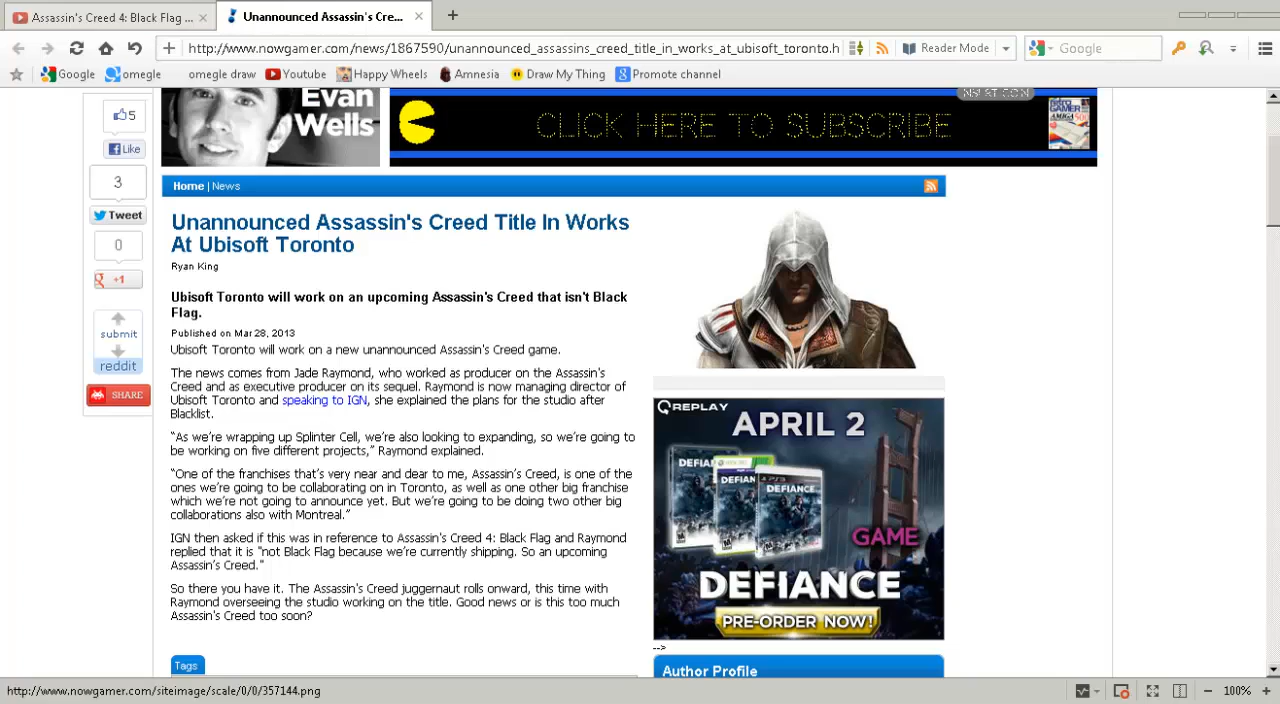 Assassin's Creed 4: Black Flag ...
Unannounced Assassin's Cre...
http://www.nowgamer.com/news/1867590/unannounced_assassins_creed_title_in_works_at_ubisoft_toronto.h
Reader Mode
Google
Google
omegle
omegle draw
Youtube
Happy Wheels
Amnesia
Draw My Thing
Promote channel
Evan
Wells
CLICK HERE TO SUBSCRIBE
retro
GAMER
AMIGA
500
5
Like
3
Tweet
0
+1
submit
reddit
SHARE
Home | News
Unannounced Assassin's Creed Title In Works
At Ubisoft Toronto
Ryan King
Ubisoft Toronto will work on an upcoming Assassin's Creed that isn't Black
Flag.
Published on Mar 28, 2013
Ubisoft Toronto will work on a new unannounced Assassin's Creed game.
The news comes from Jade Raymond, who worked as producer on the Assassin's
Creed and as executive producer on its sequel. Raymond is now managing director of
Ubisoft Toronto and speaking to IGN, she explained the plans for the studio after
Blacklist.
“As we’re wrapping up Splinter Cell, we’re also looking to expanding, so we’re going to
be working on five different projects,” Raymond explained.
“One of the franchises that’s very near and dear to me, Assassin’s Creed, is one of the
ones we’re going to be collaborating on in Toronto, as well as one other big franchise
which we’re not going to announce yet. But we’re going to be doing two other big
collaborations also with Montreal.”
IGN then asked if this was in reference to Assassin's Creed 4: Black Flag and Raymond
replied that it is "not Black Flag because we’re currently shipping. So an upcoming
Assassin’s Creed."
So there you have it. The Assassin's Creed juggernaut rolls onward, this time with
Raymond overseeing the studio working on the title. Good news or is this too much
Assassin's Creed too soon?
Tags
REPLAY
APRIL 2
DEFIANCE
GAME
DEFIANCE
PRE-ORDER NOW!
-->
Author Profile
http://www.nowgamer.com/siteimage/scale/0/0/357144.png
100%